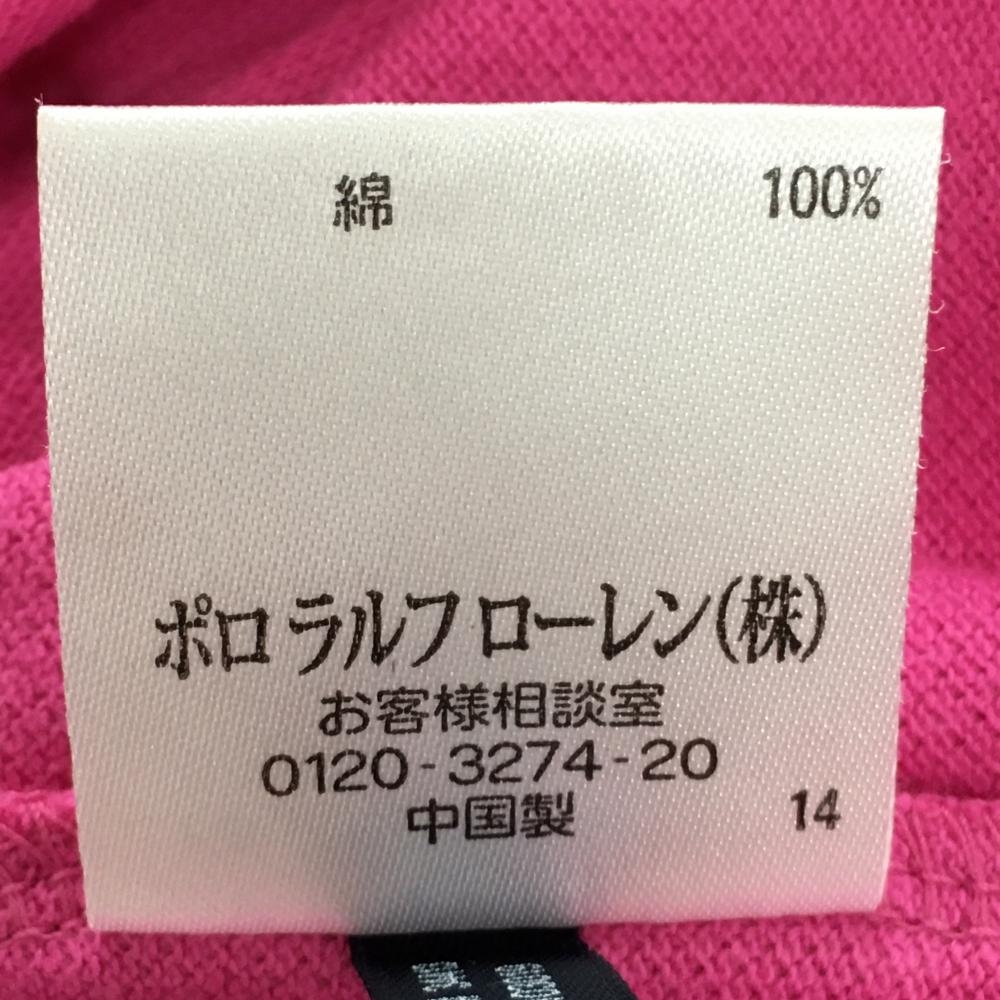 綿 100%
ポロ ラルフ ローレン(株)
お客様相談室
0120-3274-20
中国製 14